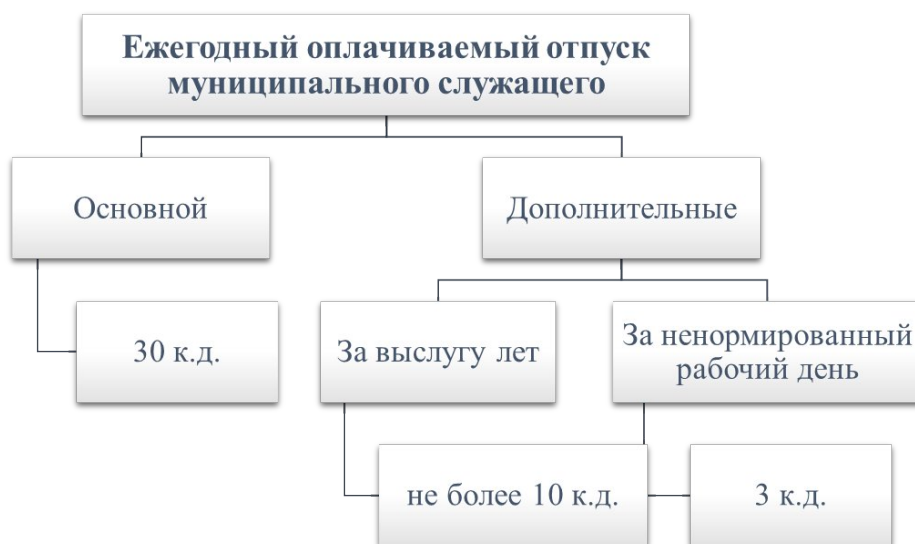 Ежегодный оплачиваемый отпуск
муниципального служащего
Основной
Дополнительные
30 к.д.
За выслугу лет
За ненормированный
рабочий день
не более 10 к.д.
3 к.д.